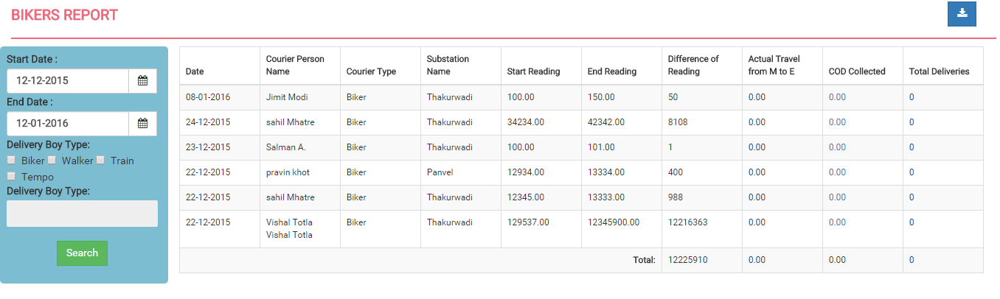 BIKERS REPORT
Start Date :
12-12-2015
End Date :
12-01-2016
Delivery Boy Type:
Biker Walker Train
Tempo
Delivery Boy Type:
Search
Date Courier Person Name Courier Type Substation Name Start Reading End Reading Difference of Reading Actual Travel from M to E COD Collected Total Deliveries
08-01-2016 Jimit Modi Biker Thakurwadi 100.00 150.00 50 0.00 0.00 0
24-12-2015 sahil Mhatre Biker Thakurwadi 34234.00 42342.00 8108 0.00 0.00 0
23-12-2015 Salman A. Biker Thakurwadi 100.00 101.00 1 0.00 0.00 0
22-12-2015 pravin khot Biker Panvel 12934.00 13334.00 400 0.00 0.00 0
22-12-2015 sahil Mhatre Biker Thakurwadi 12345.00 13333.00 988 0.00 0.00 0
22-12-2015 Vishal Totla Biker Thakurwadi 129537.00 12345900.00 12216363 0.00 0.00 0
Vishal Totla
Total: 12225910 0.00 0.00 0